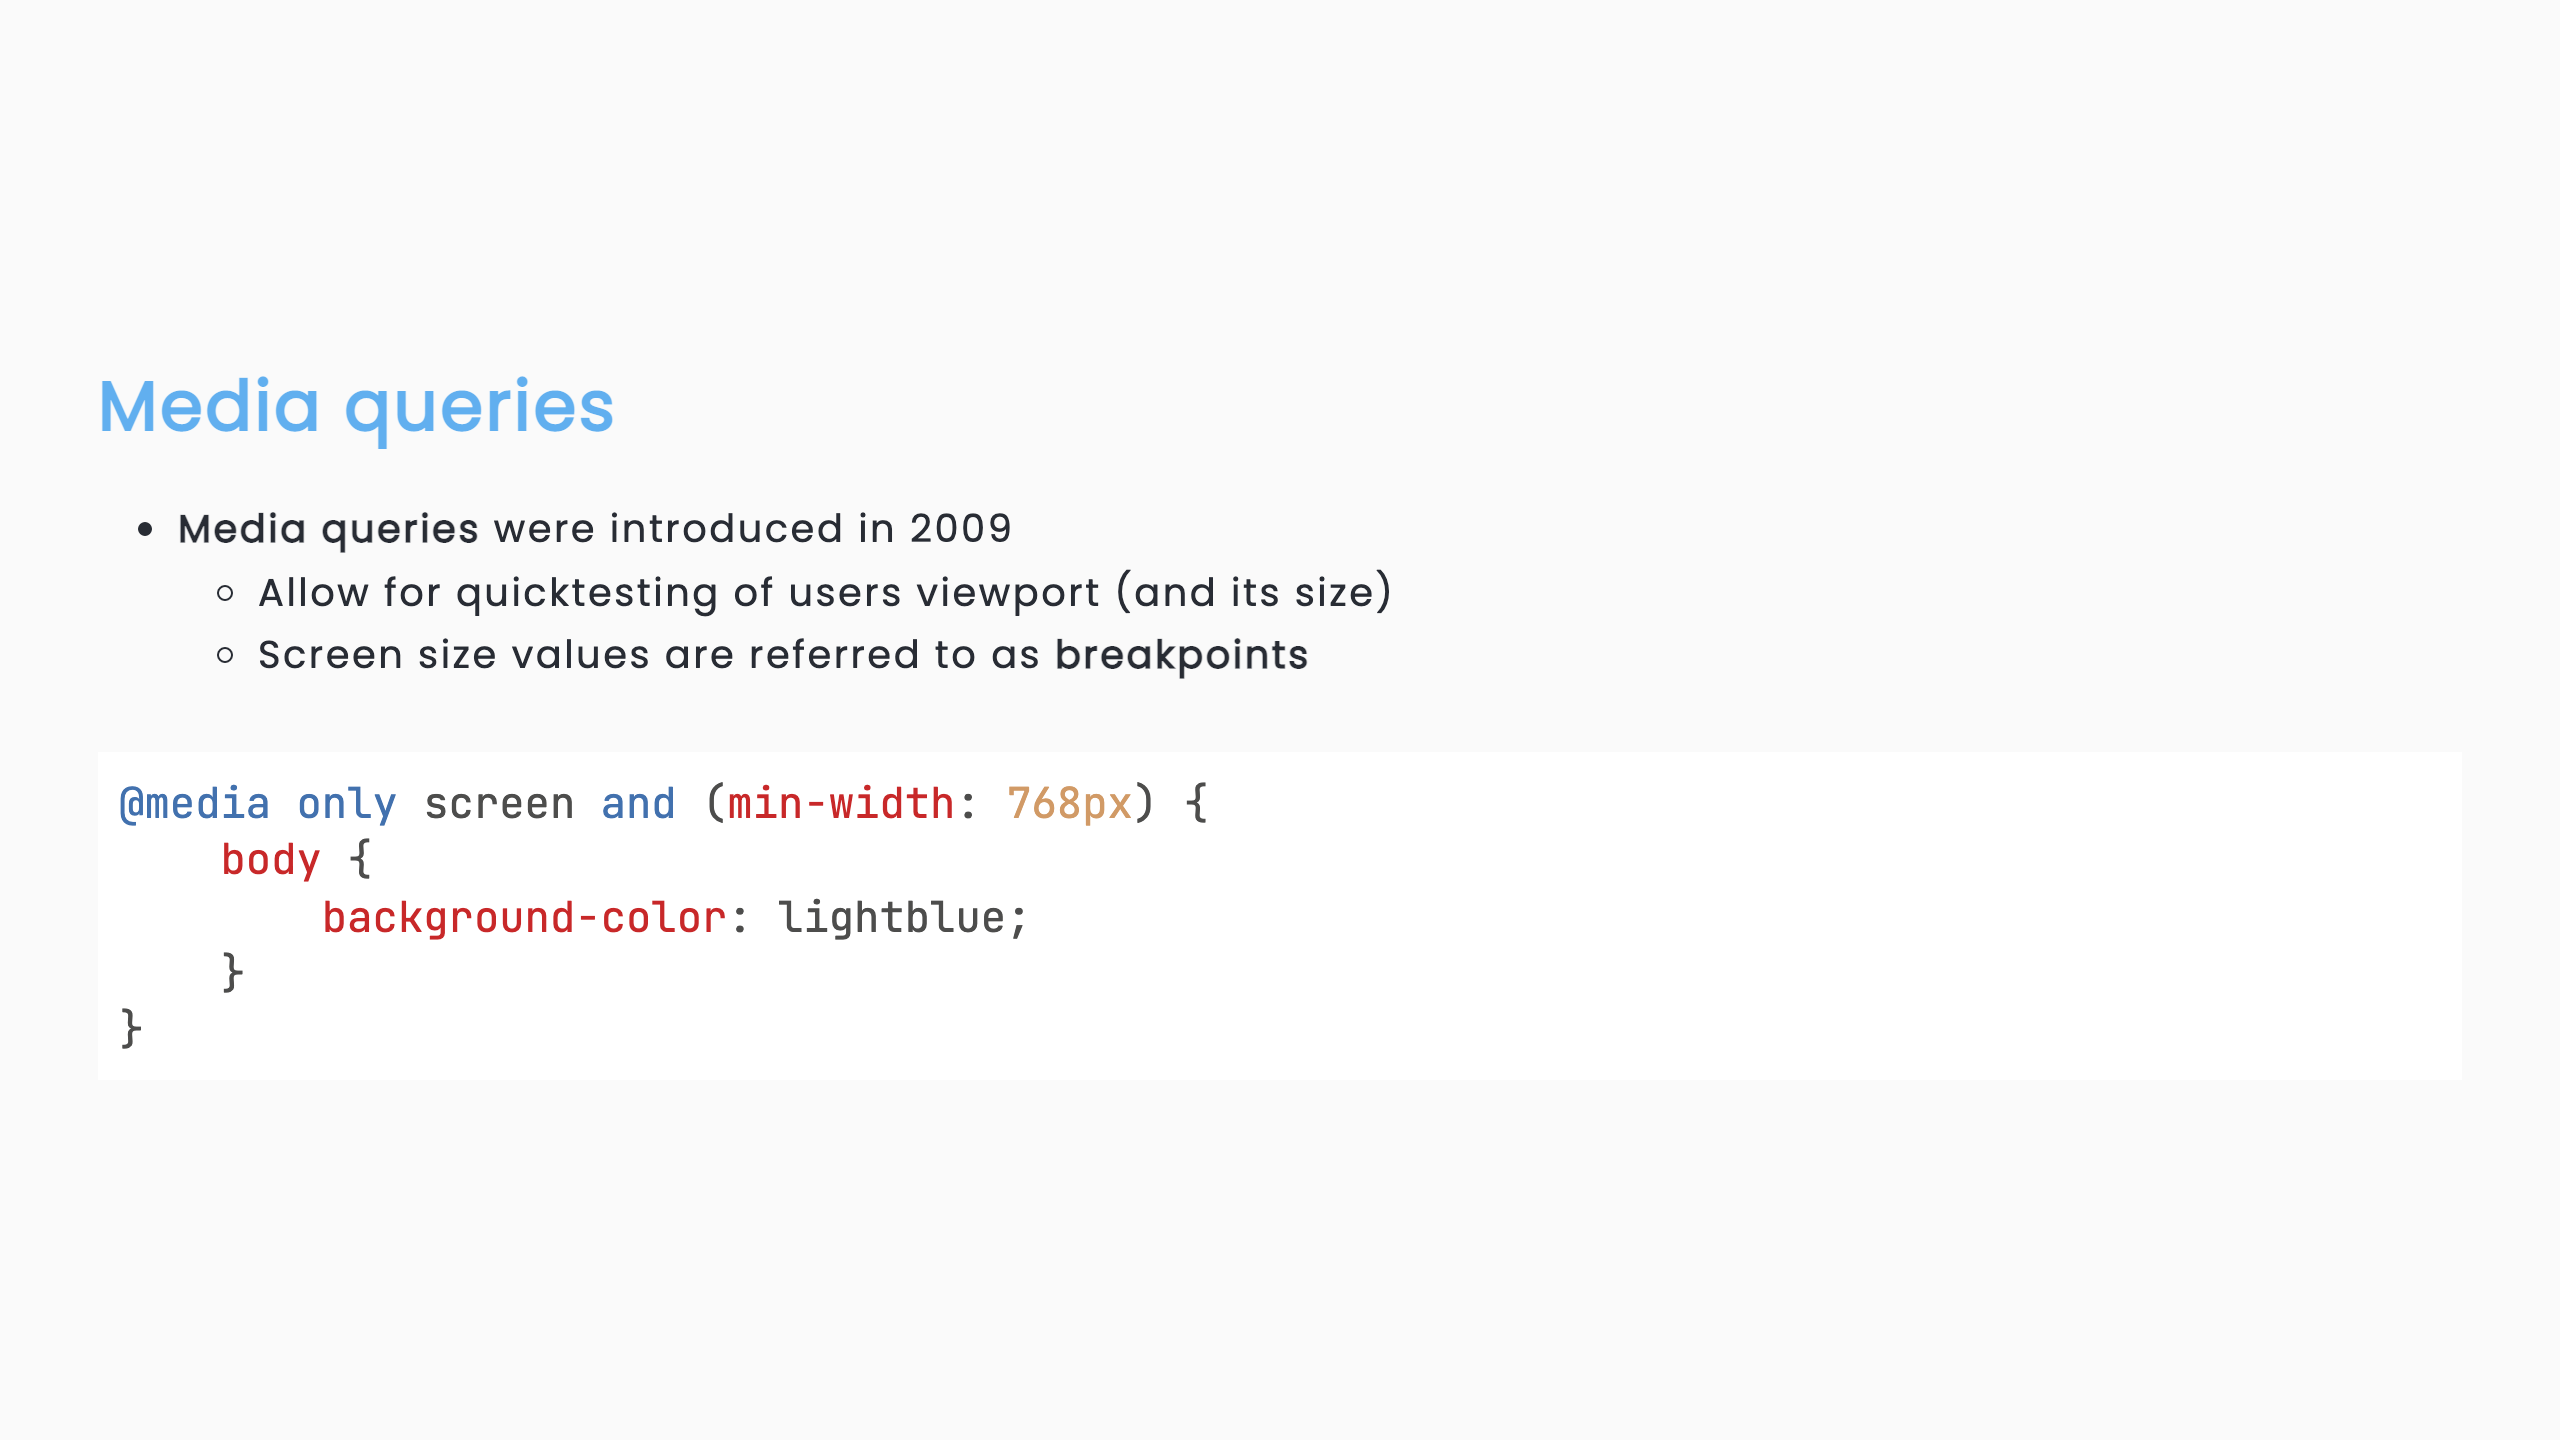 Media queries
Media queries were introduced in 2009
Allow for quicktesting of users viewport (and its size)
Screen size values are referred to as breakpoints
@media only screen and (min-width: 768px) {
    body {
        background-color: lightblue;
    }
}